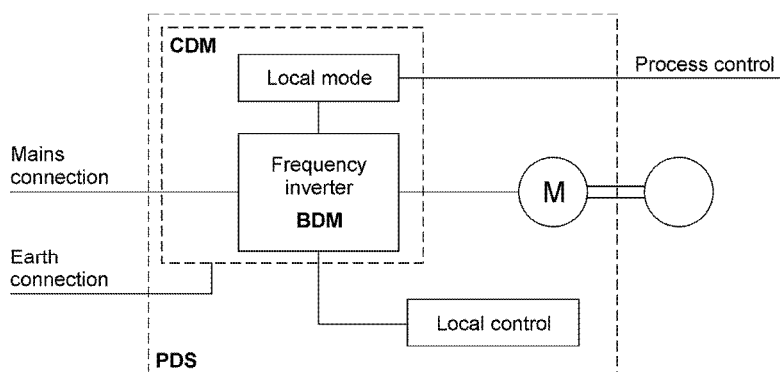 CDM
Local mode
Process control
Mains
connection
Frequency
inverter
BDM
M
Earth
connection
Local control
PDS